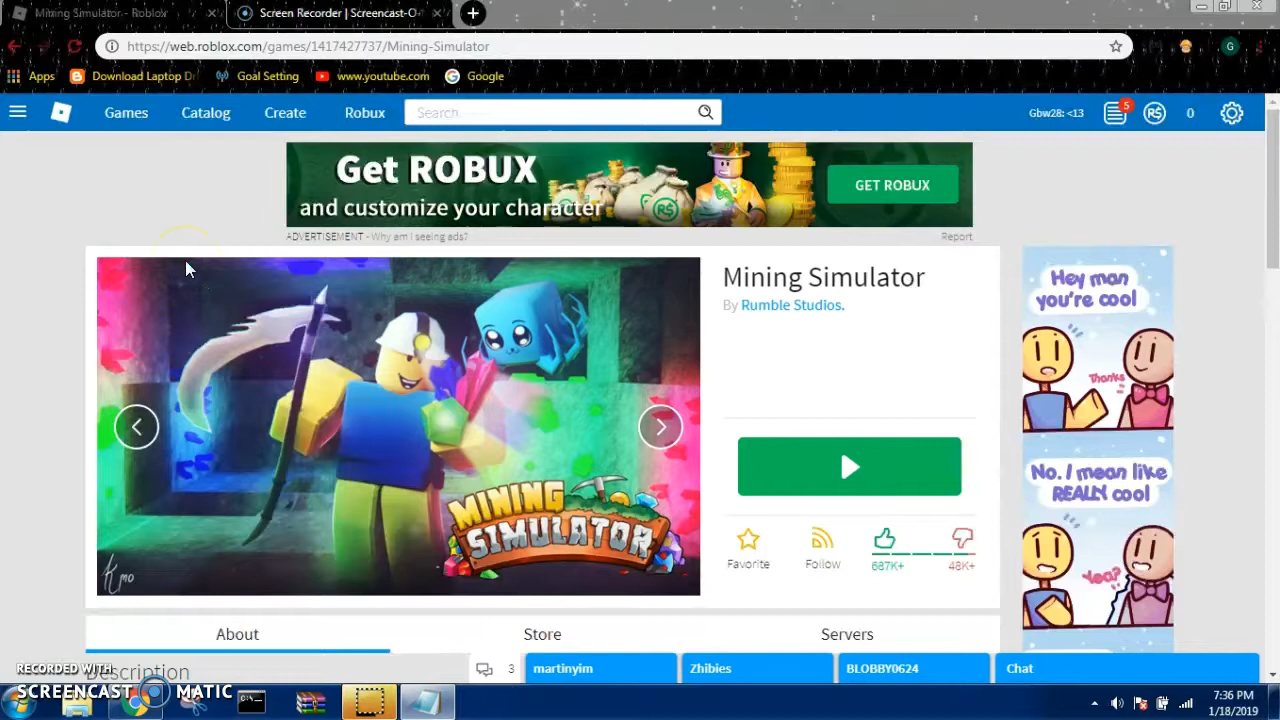 Mining Simulator - Roblox
Screen Recorder | Screencast-O-
https://web.roblox.com/games/1417427737/Mining-Simulator
G
Apps
Download Laptop Dr
Goal Setting
www.youtube.com
Google
Games
Catalog
Create
Robux
Search
Gbw28: <13
5
R$
0
Get ROBUX
and customize your character
R$
GET ROBUX
ADVERTISEMENT - Why am I seeing ads?
Report
MINING
SIMULATOR
Mining Simulator
By Rumble Studios.
Favorite
Follow
687K+
48K+
Hey man
you're cool
Thanks
No. I mean like
REALLY cool
Yea?
About
Store
Servers
Description
3
martinyim
Zhibies
BLOBBY0624
Chat
RECORDED WITH
SCREENCAST MATIC
7:36 PM
1/18/2019